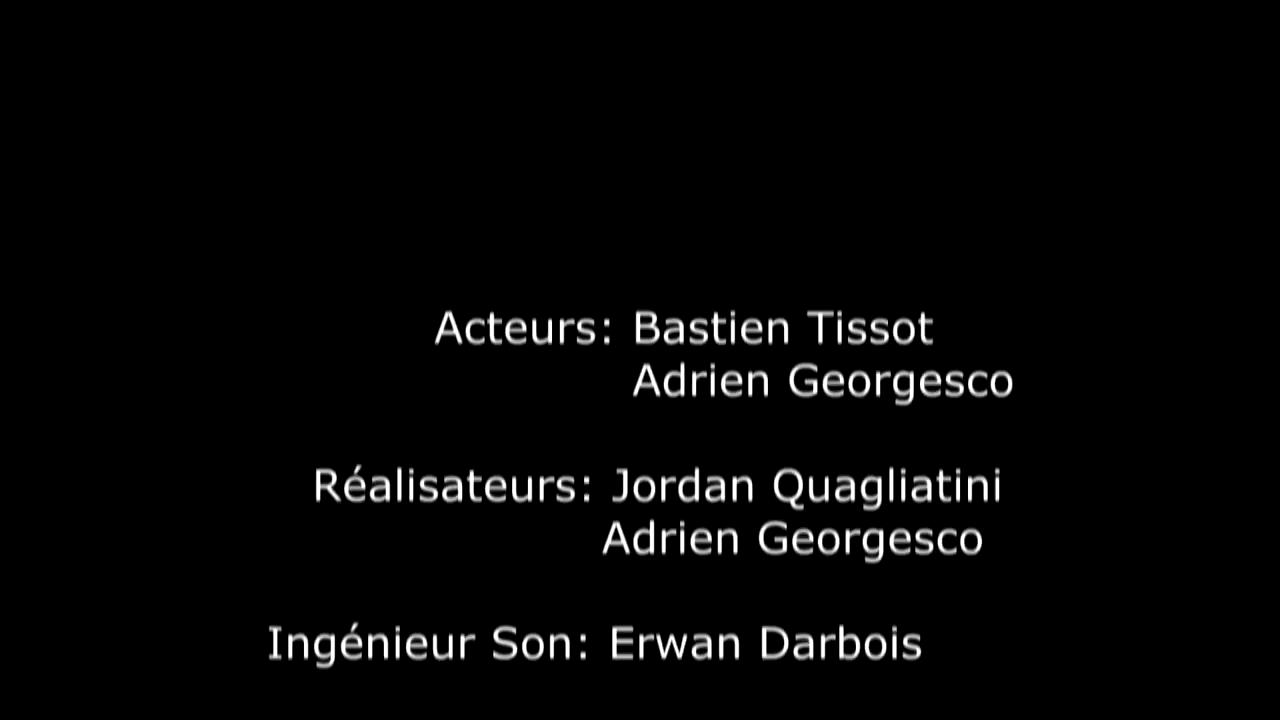 Acteurs: Bastien Tissot
Adrien Georgesco
Réalisateurs: Jordan Quagliatini
Adrien Georgesco
Ingénieur Son: Erwan Darbois